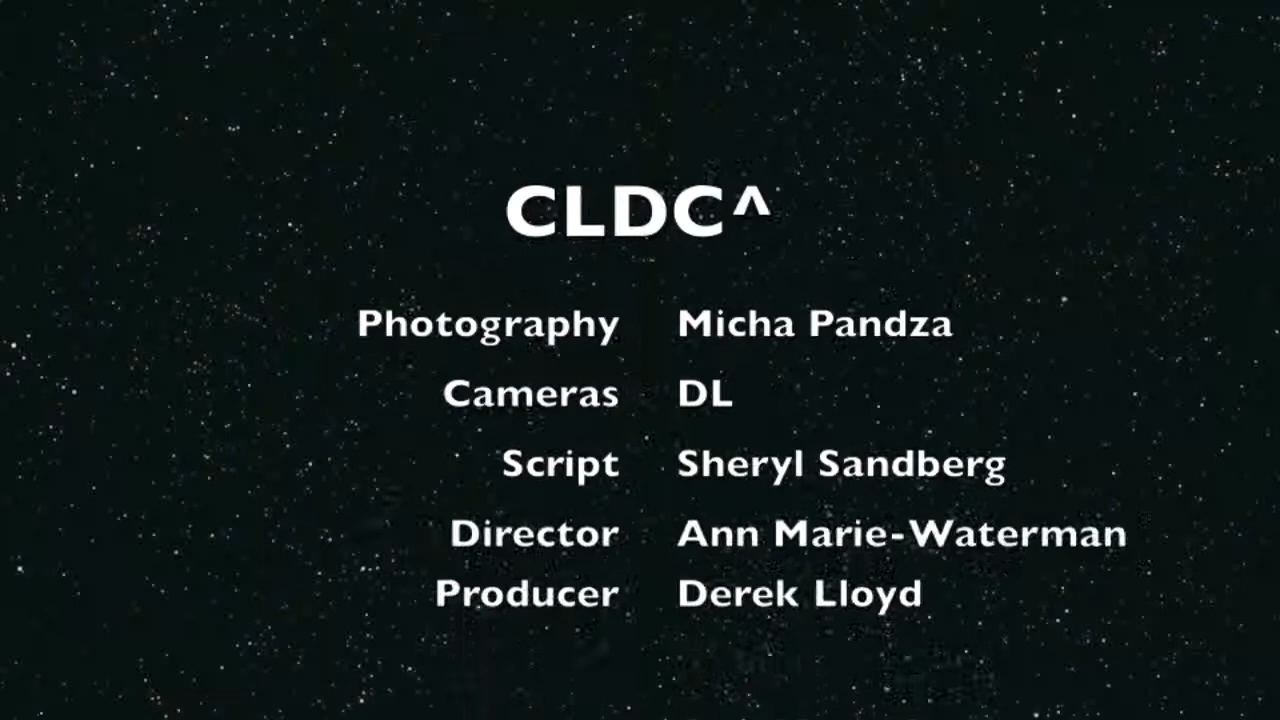 CLDC^
Photography Micha Pandza
Cameras DL
Script Sheryl Sandberg
Director Ann Marie-Waterman
Producer Derek Lloyd